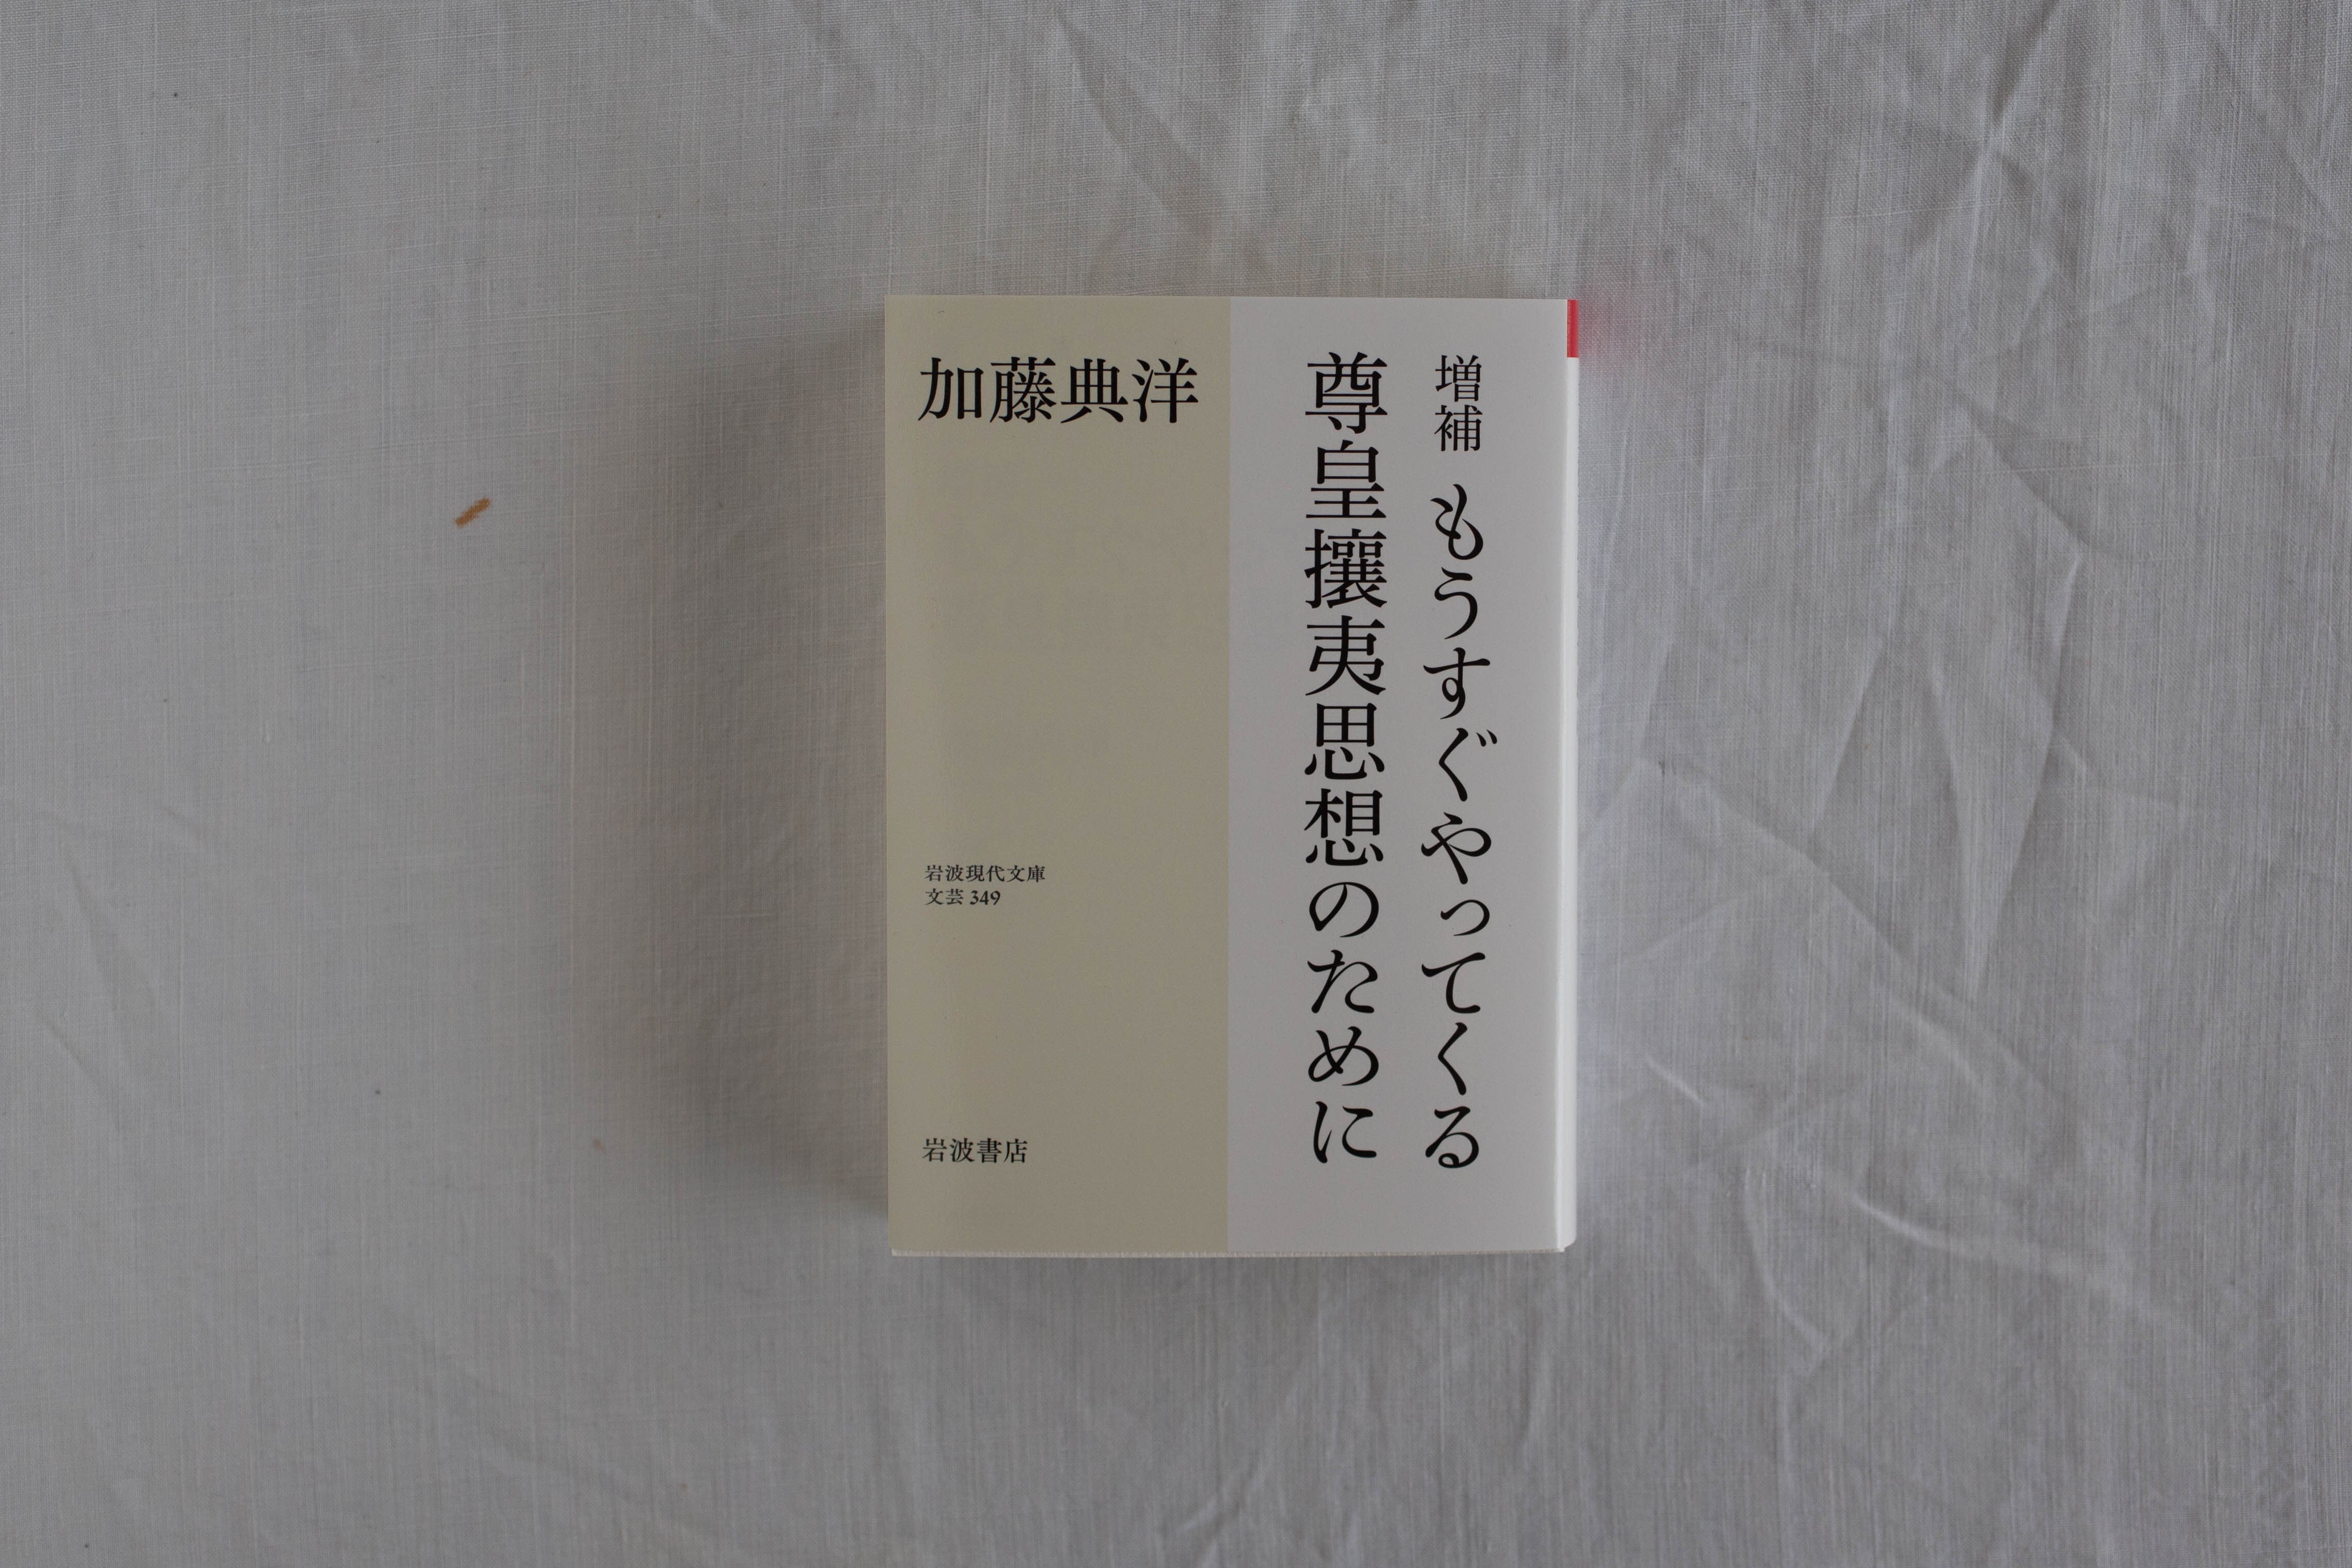 増補 もうすぐやってくる
尊皇攘夷思想のために
加藤典洋
岩波現代文庫
文芸 349
岩波書店